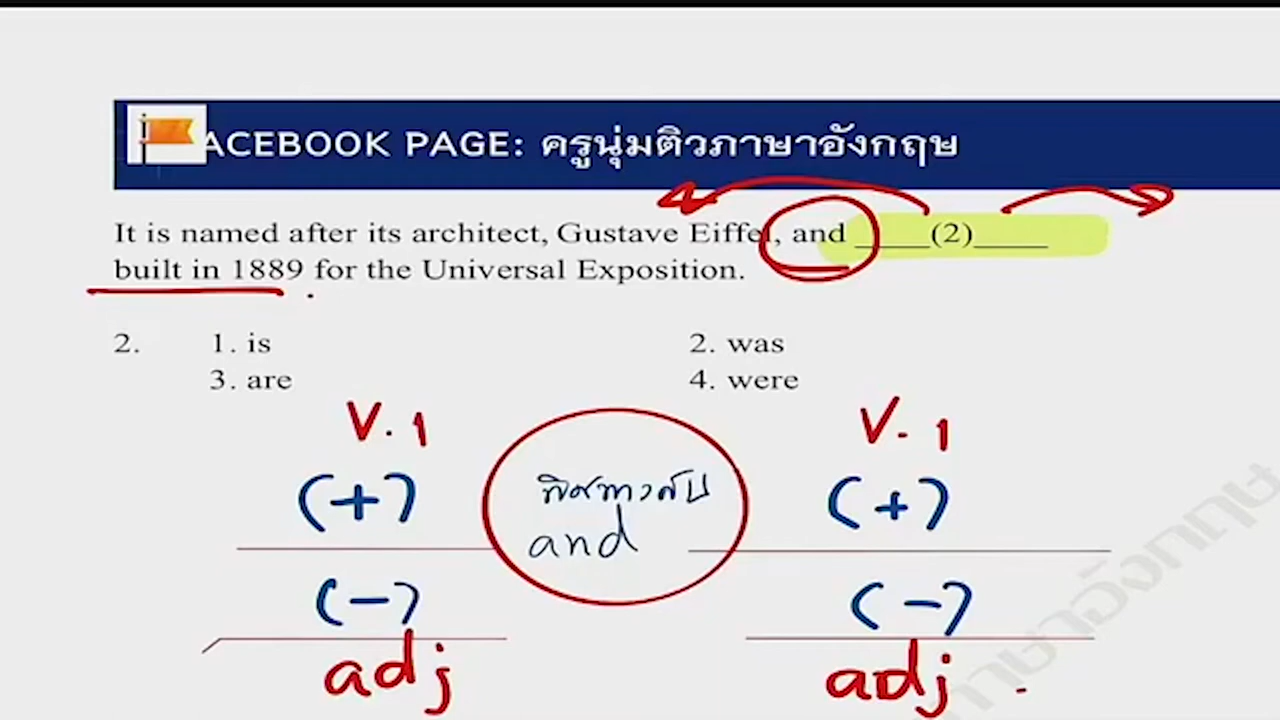 ACEBOOK PAGE: ครูนุ่มติวภาษาอังกฤษ
It is named after its architect, Gustave Eiffel, and ____(2)____
built in 1889 for the Universal Exposition.
2. 1. is 2. was
3. are 4. were
V. 1 V. 1
(+) (+)
and
(-) (-)
adj adj